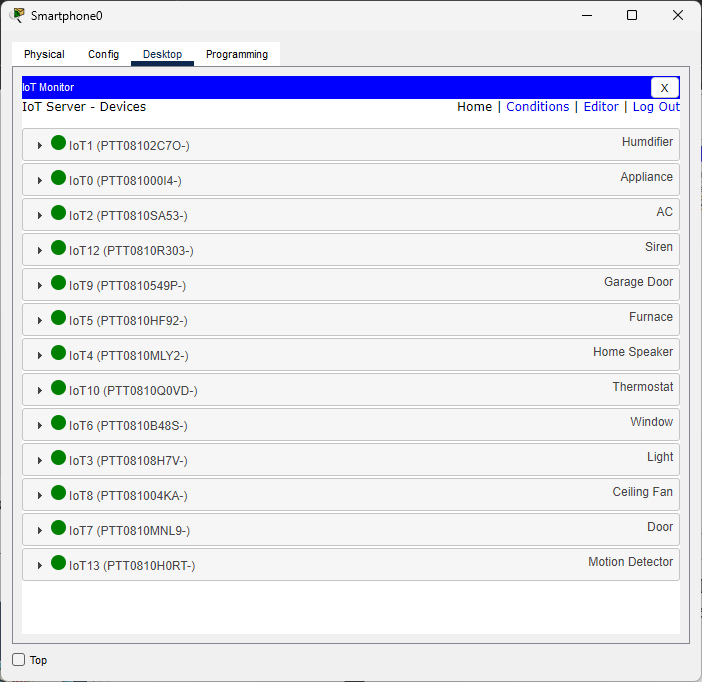 Smartphone0
Physical Config Desktop Programming
IoT Monitor X
IoT Server - Devices Home | Conditions | Editor | Log Out
IoT1 (PTT08102C7O-) Humdifier
IoT0 (PTT081000I4-) Appliance
IoT2 (PTT0810SA53-) AC
IoT12 (PTT0810R303-) Siren
IoT9 (PTT0810549P-) Garage Door
IoT5 (PTT0810HF92-) Furnace
IoT4 (PTT0810MLY2-) Home Speaker
IoT10 (PTT0810Q0VD-) Thermostat
IoT6 (PTT0810B48S-) Window
IoT3 (PTT08108H7V-) Light
IoT8 (PTT081004KA-) Ceiling Fan
IoT7 (PTT0810MNL9-) Door
IoT13 (PTT0810H0RT-) Motion Detector
Top